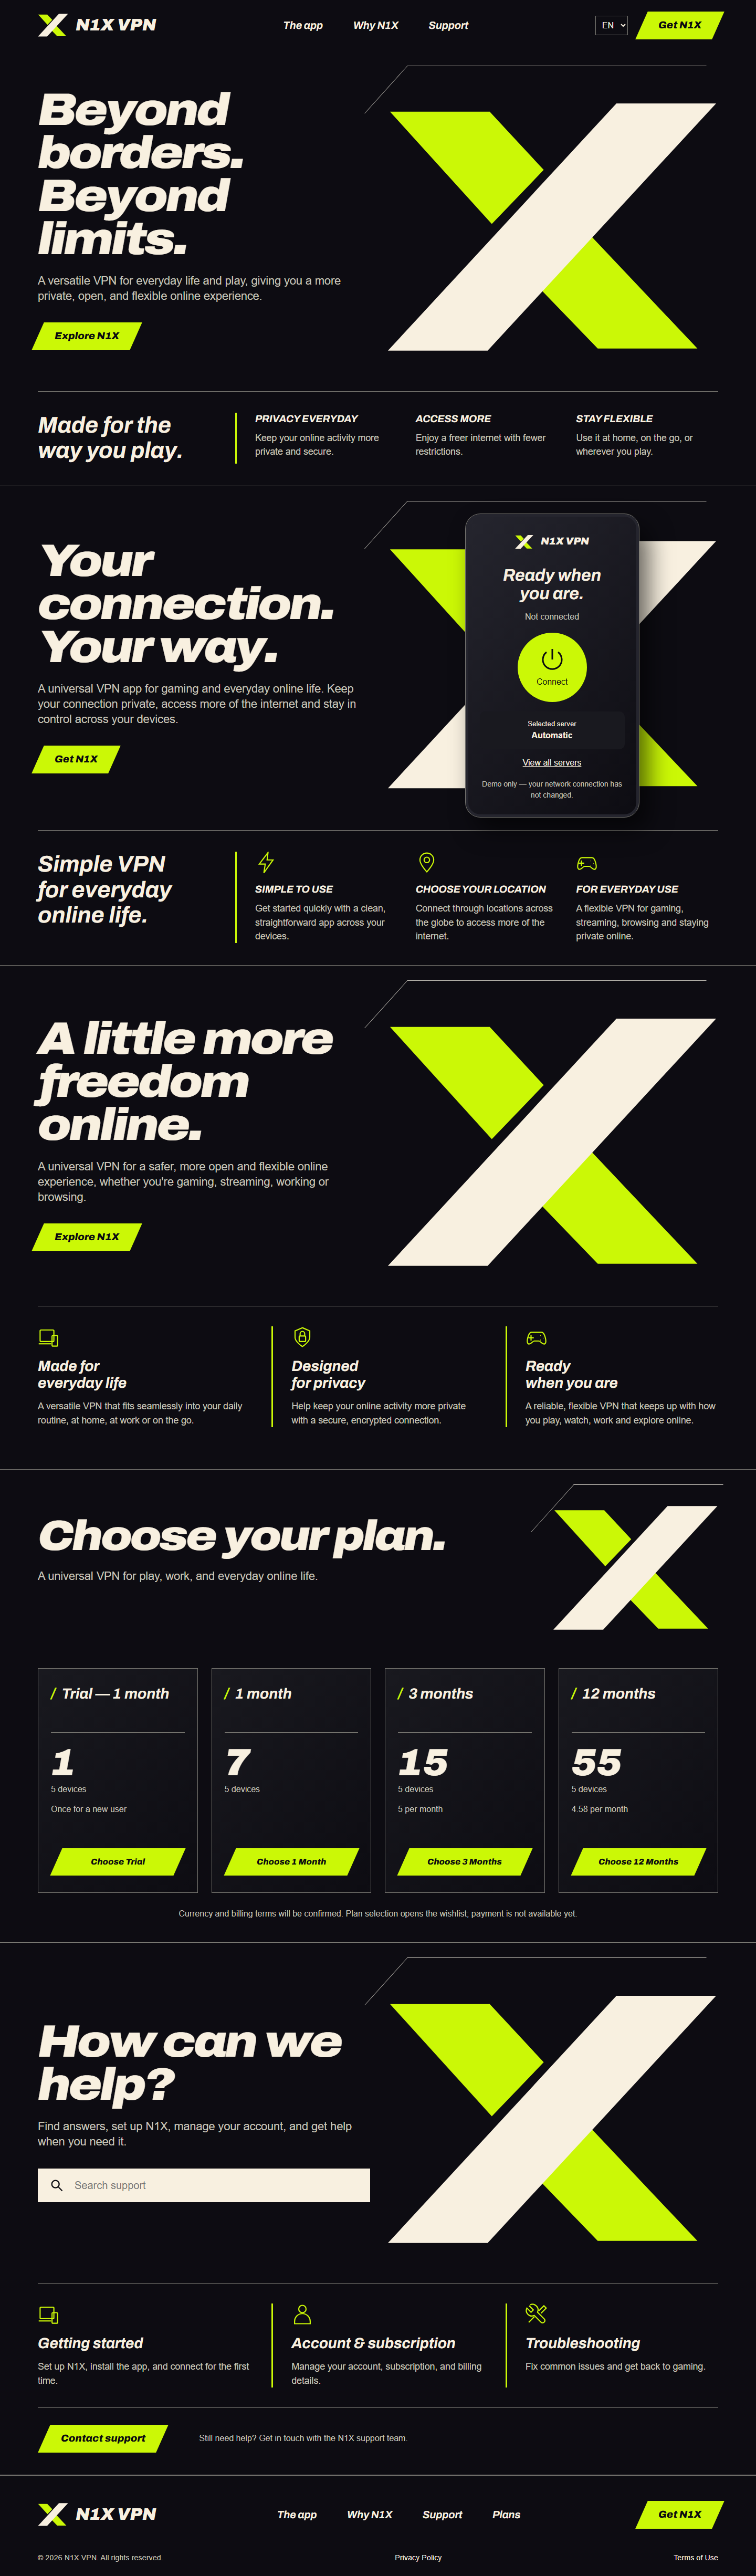 N1X VPN
The app
Why N1X
Support
EN
Get N1X
Beyond
borders.
Beyond
limits.
A versatile VPN for everyday life and play, giving you a more
private, open, and flexible online experience.
Explore N1X
Made for the
way you play.
PRIVACY EVERYDAY
Keep your online activity more
private and secure.
ACCESS MORE
Enjoy a freer internet with fewer
restrictions.
STAY FLEXIBLE
Use it at home, on the go, or
wherever you play.
Your
connection.
Your way.
A universal VPN app for gaming and everyday online life. Keep
your connection private, access more of the internet and stay in
control across your devices.
Get N1X
N1X VPN
Ready when
you are.
Not connected
Connect
Selected server
Automatic
View all servers
Demo only — your network connection has
not changed.
Simple VPN
for everyday
online life.
SIMPLE TO USE
Get started quickly with a clean,
straightforward app across your
devices.
CHOOSE YOUR LOCATION
Connect through locations across
the globe to access more of the
internet.
FOR EVERYDAY USE
A flexible VPN for gaming,
streaming, browsing and staying
private online.
A little more
freedom
online.
A universal VPN for a safer, more open and flexible online
experience, whether you're gaming, streaming, working or
browsing.
Explore N1X
Made for
everyday life
A versatile VPN that fits seamlessly into your daily
routine, at home, at work or on the go.
Designed
for privacy
Help keep your online activity more private
with a secure, encrypted connection.
Ready
when you are
A reliable, flexible VPN that keeps up with how
you play, watch, work and explore online.
Choose your plan.
A universal VPN for play, work, and everyday online life.
/ Trial — 1 month
1
5 devices
Once for a new user
Choose Trial
/ 1 month
7
5 devices
Choose 1 Month
/ 3 months
15
5 devices
5 per month
Choose 3 Months
/ 12 months
55
5 devices
4.58 per month
Choose 12 Months
Currency and billing terms will be confirmed. Plan selection opens the wishlist; payment is not available yet.
How can we
help?
Find answers, set up N1X, manage your account, and get help
when you need it.
Search support
Getting started
Set up N1X, install the app, and connect for the first
time.
Account & subscription
Manage your account, subscription, and billing
details.
Troubleshooting
Fix common issues and get back to gaming.
Contact support
Still need help? Get in touch with the N1X support team.
N1X VPN
The app
Why N1X
Support
Plans
Get N1X
© 2026 N1X VPN. All rights reserved.
Privacy Policy
Terms of Use